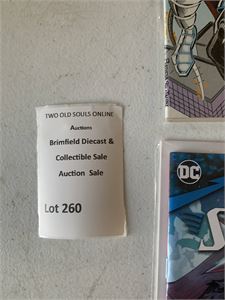 TWO OLD SOULS ONLINE
Auctions
Brimfield Diecast &
Collectible Sale
Auction Sale
Lot 260
DC